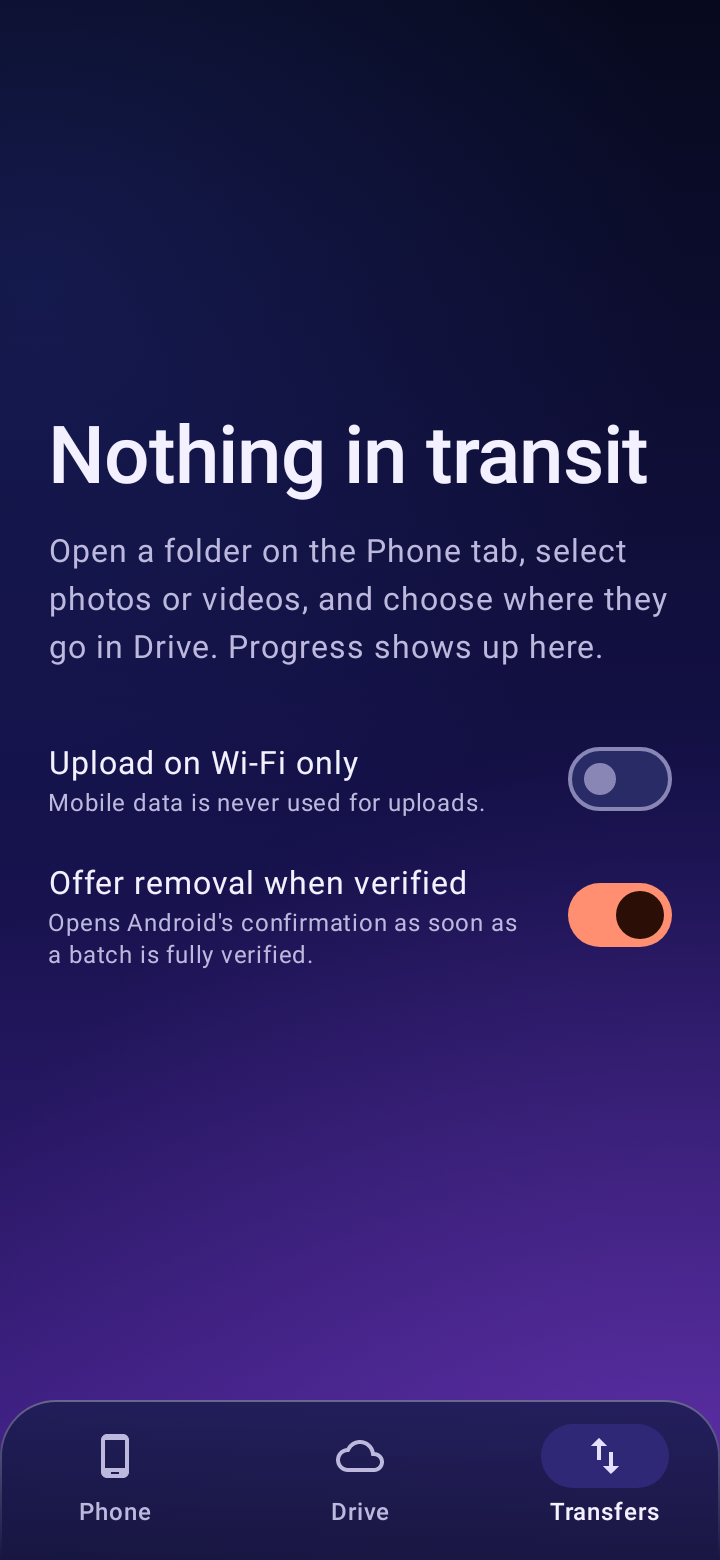 Nothing in transit
Open a folder on the Phone tab, select
photos or videos, and choose where they
go in Drive. Progress shows up here.
Upload on Wi-Fi only
Mobile data is never used for uploads.
Offer removal when verified
Opens Android's confirmation as soon as
a batch is fully verified.
Phone
Drive
Transfers